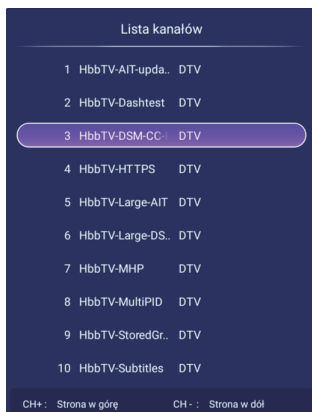 Lista kanałów
1 HbbTV-AIT-upda.. DTV
2 HbbTV-Dashtest DTV
3 HbbTV-DSM-CC- DTV
4 HbbTV-HTTPS DTV
5 HbbTV-Large-AIT DTV
6 HbbTV-Large-DS.. DTV
7 HbbTV-MHP DTV
8 HbbTV-MultiPID DTV
9 HbbTV-StoredGr.. DTV
10 HbbTV-Subtitles DTV
CH+ : Strona w górę CH - : Strona w dół